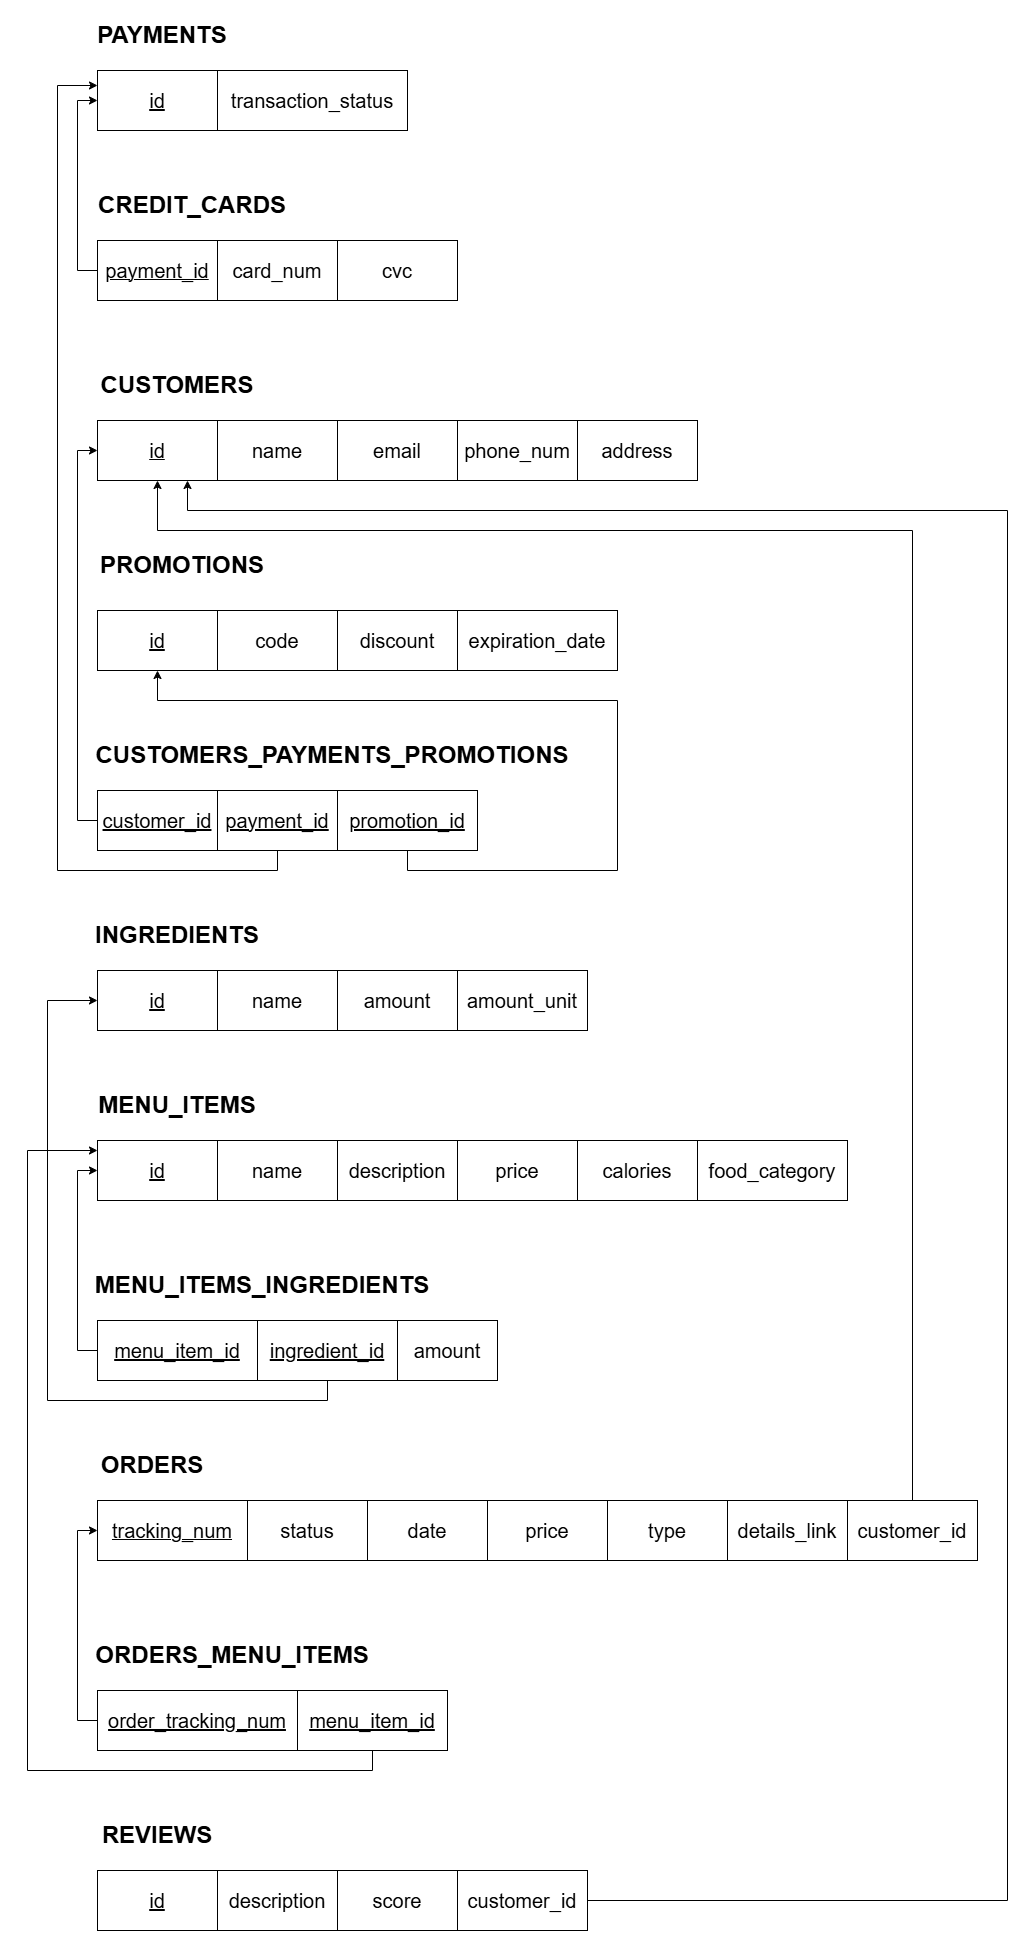 PAYMENTS
id transaction_status
CREDIT_CARDS
payment_id card_num cvc
CUSTOMERS
id name email phone_num address
PROMOTIONS
id code discount expiration_date
CUSTOMERS_PAYMENTS_PROMOTIONS
customer_id payment_id promotion_id
INGREDIENTS
id name amount amount_unit
MENU_ITEMS
id name description price calories food_category
MENU_ITEMS_INGREDIENTS
menu_item_id ingredient_id amount
ORDERS
tracking_num status date price type details_link customer_id
ORDERS_MENU_ITEMS
order_tracking_num menu_item_id
REVIEWS
id description score customer_id